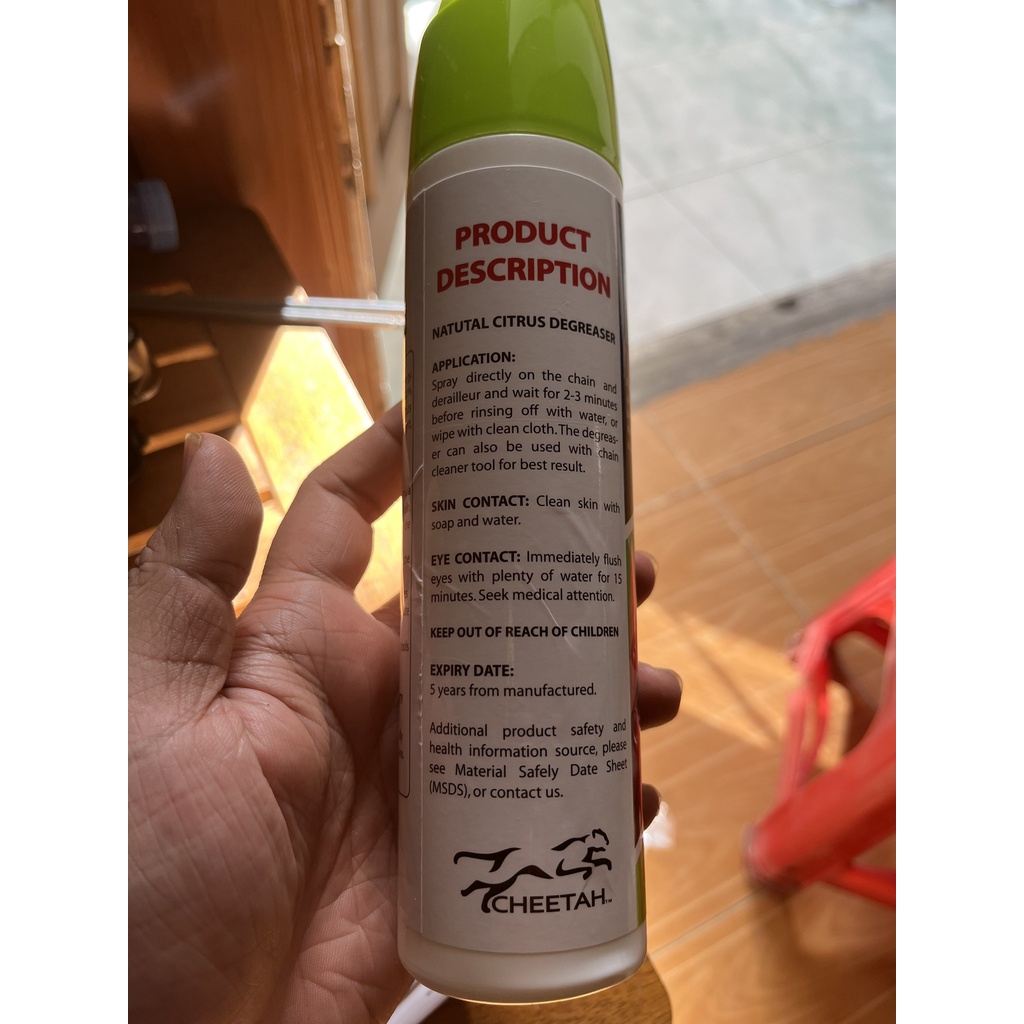 PRODUCT
DESCRIPTION
NATUTAL CITRUS DEGREASER
APPLICATION:
Spray directly on the chain and
derailleur and wait for 2-3 minutes
before rinsing off with water, or
wipe with clean cloth. The degreas-
er can also be used with chain
cleaner tool for best result.
SKIN CONTACT: Clean skin with
soap and water.
EYE CONTACT: Immediately flush
eyes with plenty of water for 15
minutes. Seek medical attention.
KEEP OUT OF REACH OF CHILDREN
EXPIRY DATE:
5 years from manufactured.
Additional product safety and
health information source, please
see Material Safely Date Sheet
(MSDS), or contact us.
CHEETAH™